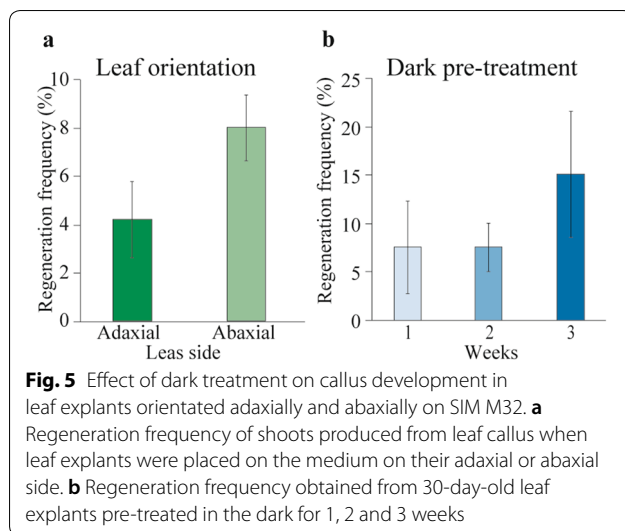 a
Leaf orientation
10
8
6
4
2
0
Regeneration frequency (%)
Adaxial Abaxial
Leas side
b
Dark pre-treatment
25
20
15
10
5
0
Regeneration frequency (%)
1 2 3
Weeks
Fig. 5 Effect of dark treatment on callus development in
leaf explants orientated adaxially and abaxially on SIM M32. a
Regeneration frequency of shoots produced from leaf callus when
leaf explants were placed on the medium on their adaxial or abaxial
side. b Regeneration frequency obtained from 30-day-old leaf
explants pre-treated in the dark for 1, 2 and 3 weeks